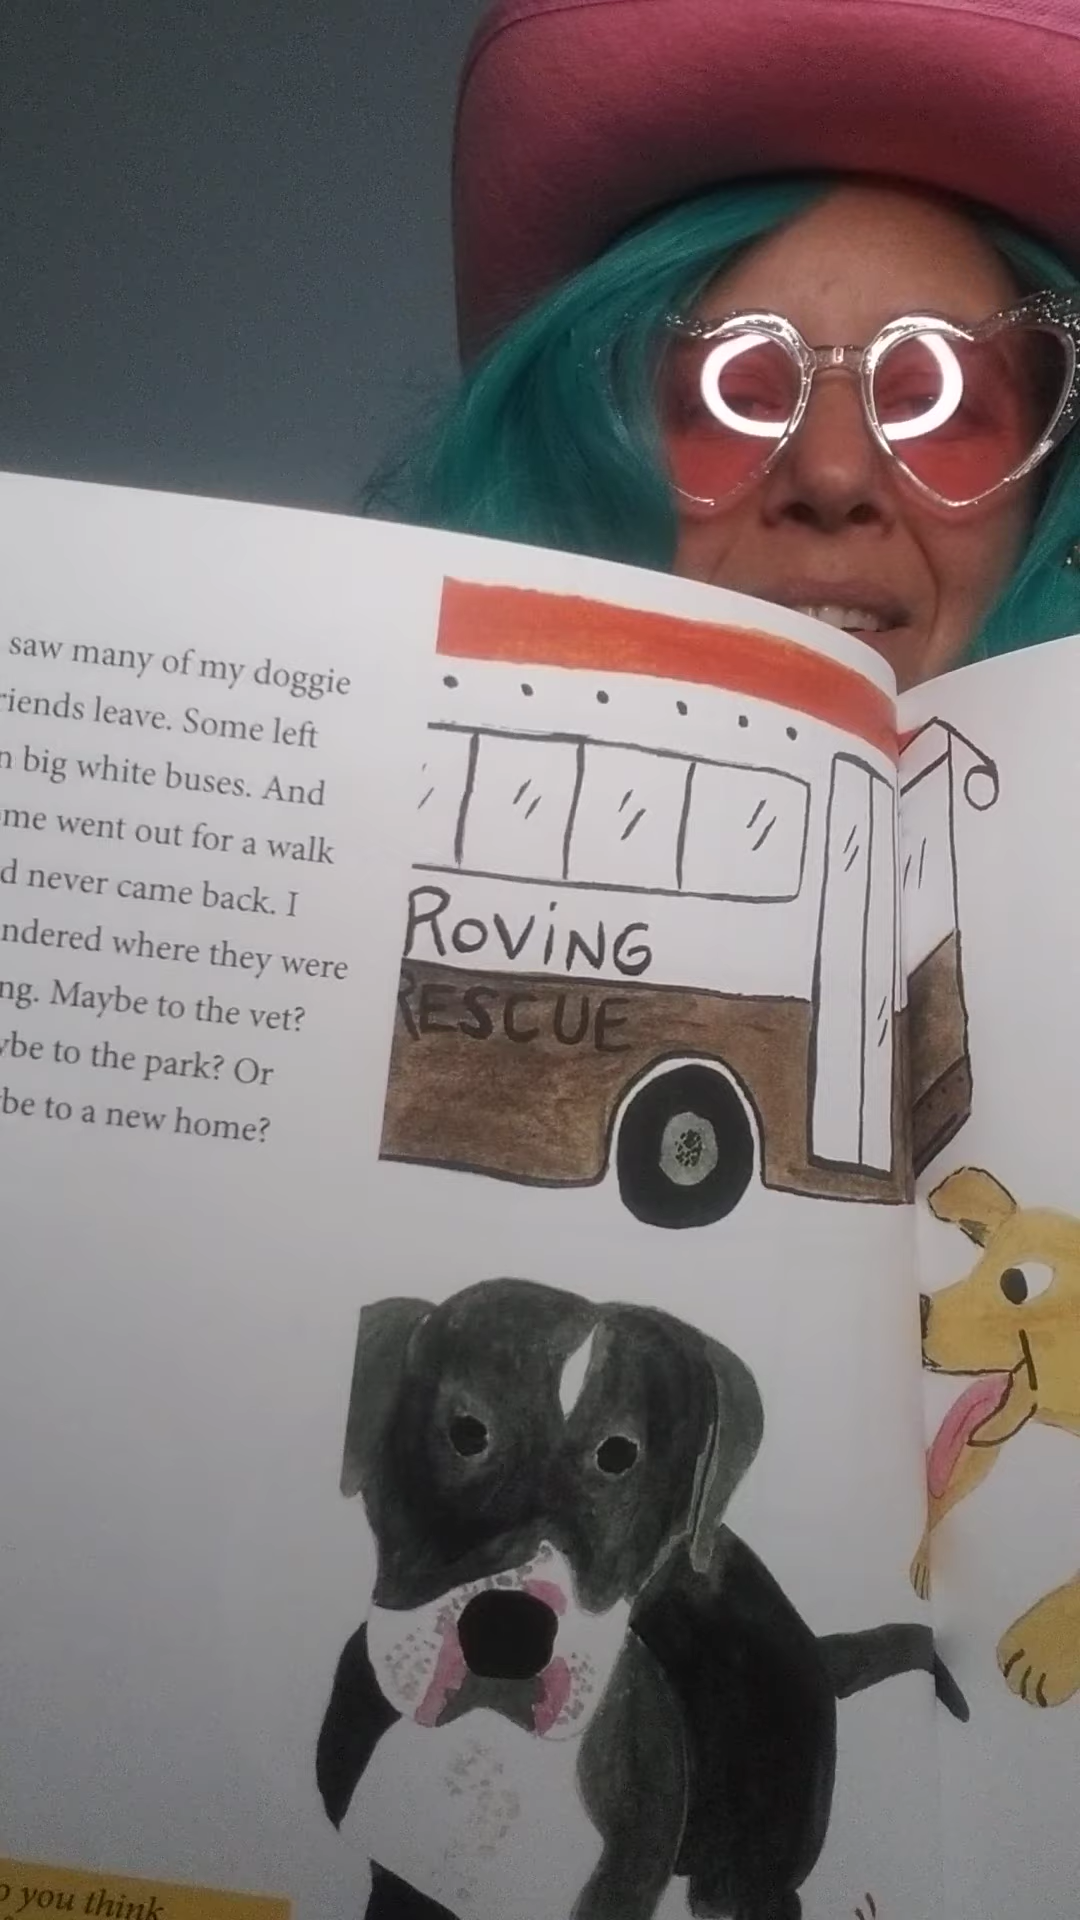 saw many of my doggie
riends leave. Some left
n big white buses. And
me went out for a walk
d never came back. I
ndered where they were
ng. Maybe to the vet?
ybe to the park? Or
be to a new home?
ROVING
RESCUE
o you think